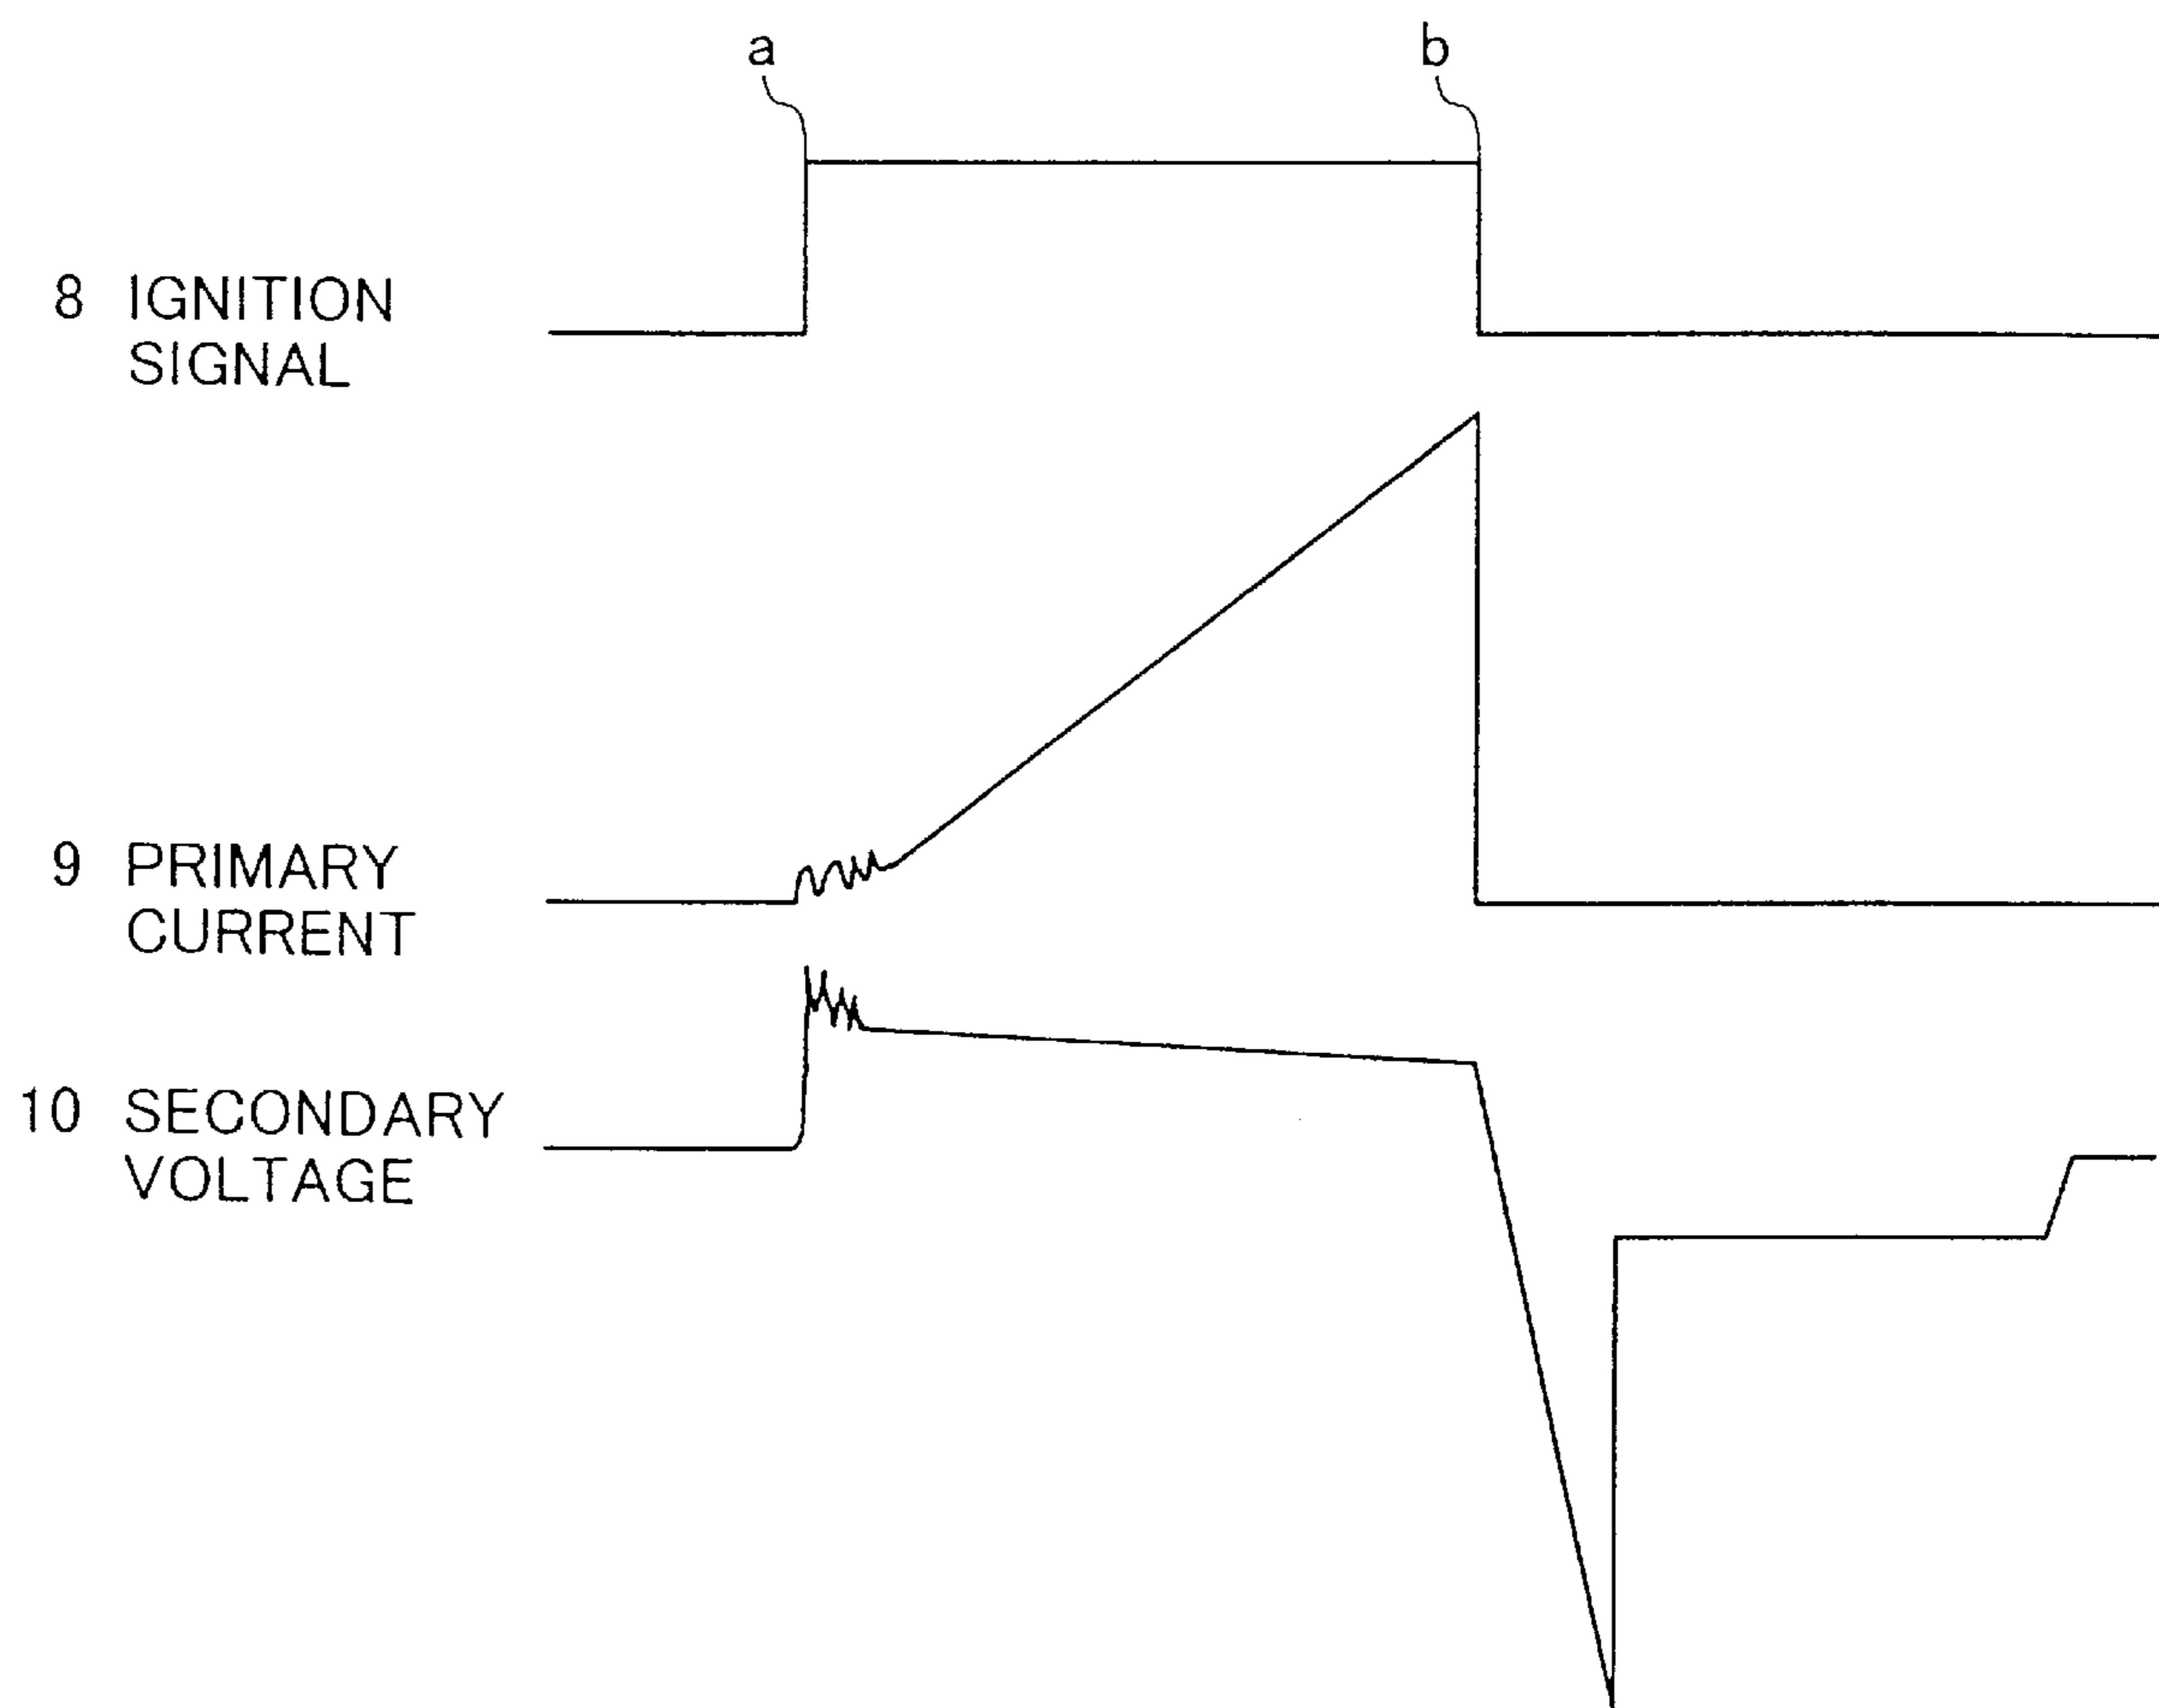 a
b
8 IGNITION
SIGNAL
9 PRIMARY
CURRENT
10 SECONDARY
VOLTAGE